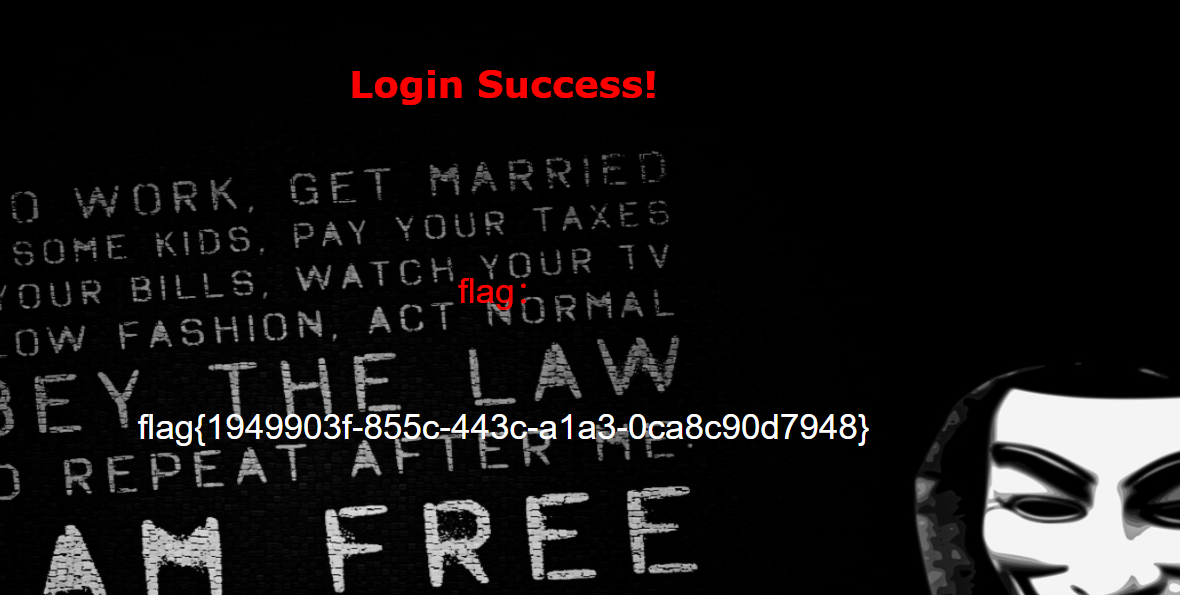 Login Success!
O WORK, GET MARRIED
SOME KIDS, PAY YOUR TAXES
YOUR BILLS, WATCH YOUR TV
flag：
LOW FASHION, ACT NORMAL
BEY THE LAW
flag{1949903f-855c-443c-a1a3-0ca8c90d7948}
REPEAT AFTER ME:
AM FREE